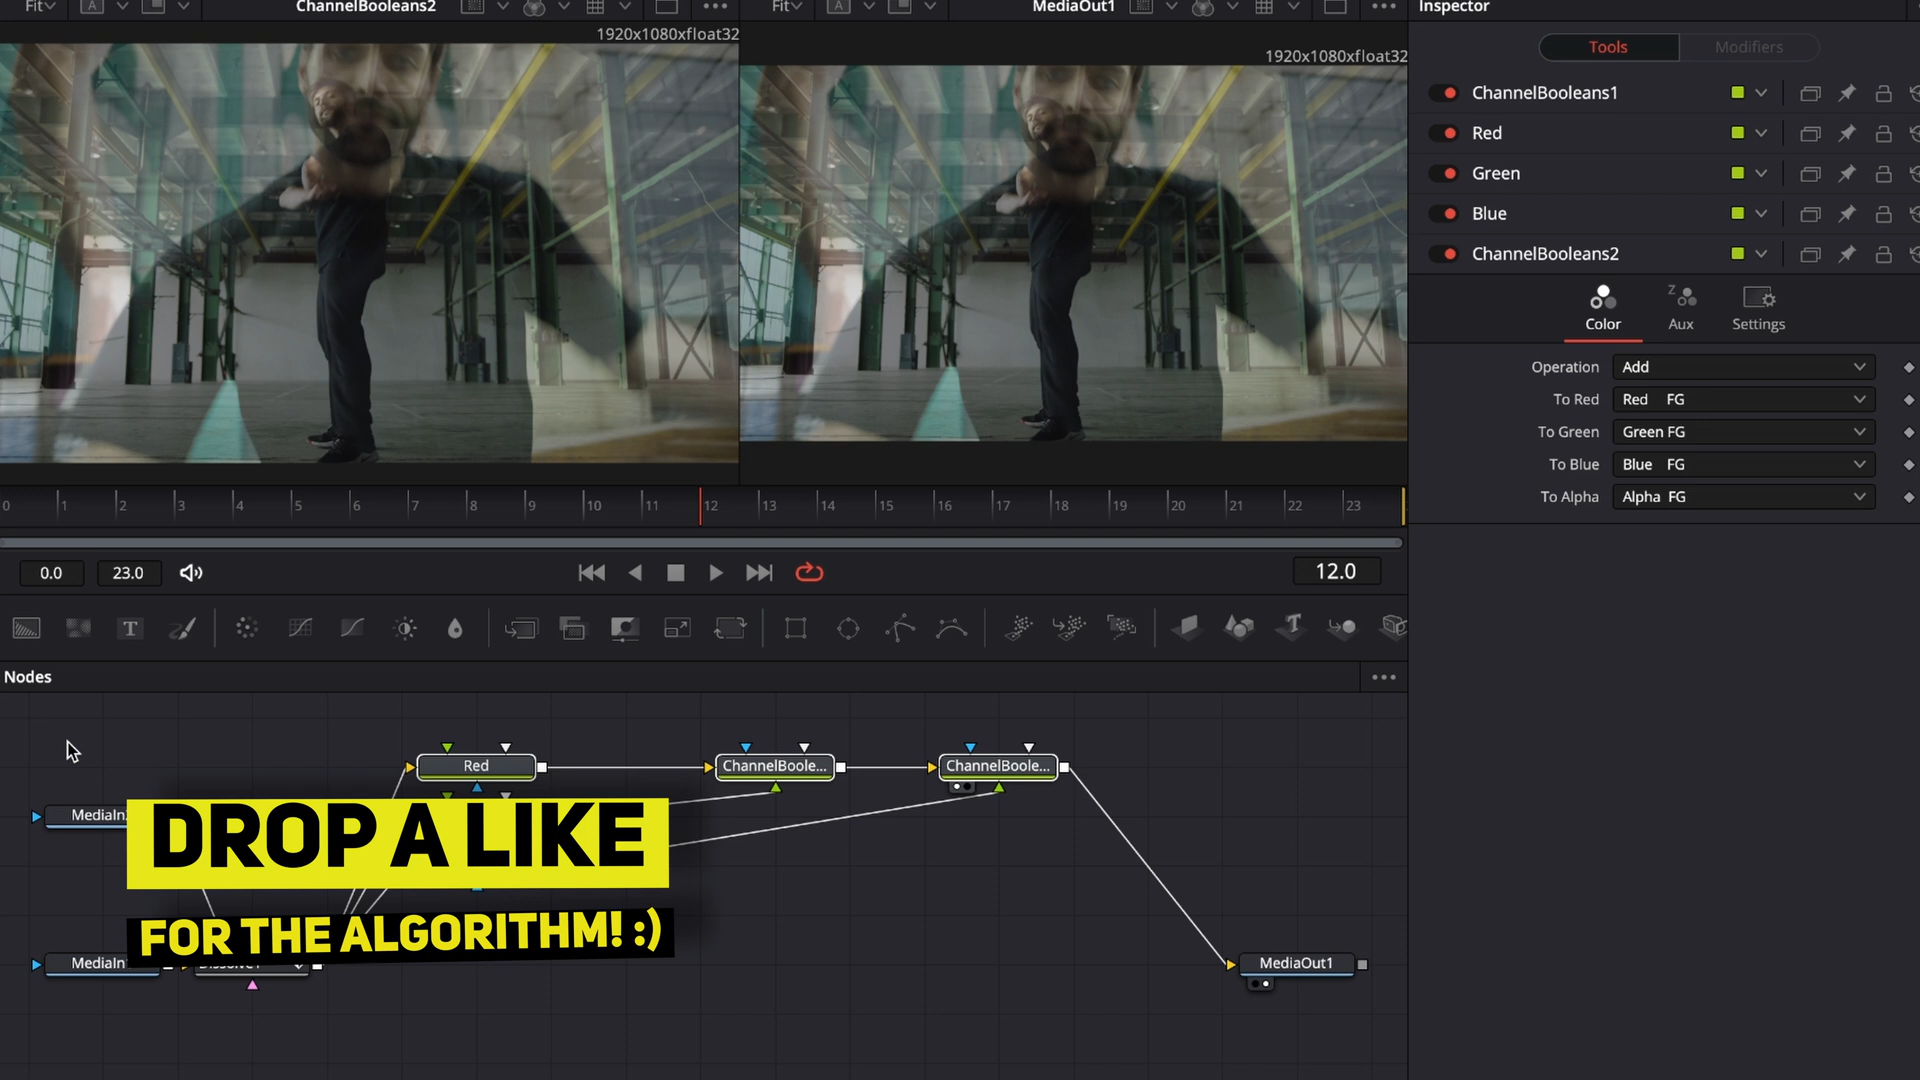 Fit
A
ChannelBooleans2
Fit
A
MediaOut1
Inspector
1920x1080xfloat32
1920x1080xfloat32
Tools
Modifiers
ChannelBooleans1
Red
Green
Blue
ChannelBooleans2
Z
Color
Aux
Settings
Operation Add
To Red Red FG
To Green Green FG
To Blue Blue FG
To Alpha Alpha FG
0 1 2 3 4 5 6 7 8 9 10 11 12 13 14 15 16 17 18 19 20 21 22 23
0.0
23.0
12.0
T
T
Nodes
Red
ChannelBoole...
ChannelBoole...
MediaIn
DROP A LIKE
FOR THE ALGORITHM! :)
MediaIn
MediaOut1